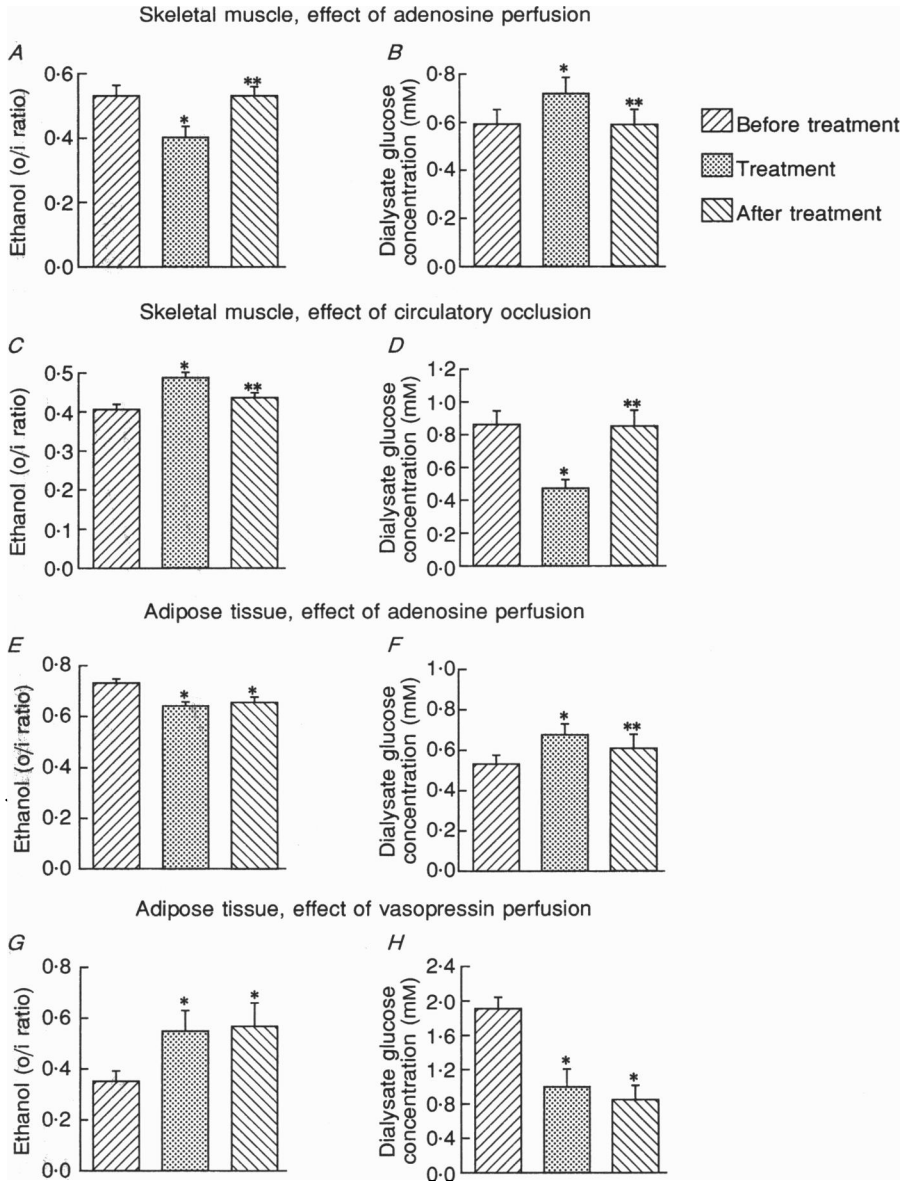 Skeletal muscle, effect of adenosine perfusion
A
Ethanol (o/i ratio)
0·6
0·4
0·2
0·0
*
**
B
Dialysate glucose
concentration (mM)
0·8
0·6
0·4
0·2
0·0
*
**
Before treatment
Treatment
After treatment
Skeletal muscle, effect of circulatory occlusion
C
Ethanol (o/i ratio)
0·5
0·4
0·3
0·2
0·1
0·0
*
**
D
Dialysate glucose
concentration (mM)
1·2
1·0
0·8
0·6
0·4
0·2
0·0
*
**
Adipose tissue, effect of adenosine perfusion
E
Ethanol (o/i ratio)
0·8
0·6
0·4
0·2
0·0
*
*
F
Dialysate glucose
concentration (mM)
1·0
0·8
0·6
0·4
0·2
0·0
*
**
Adipose tissue, effect of vasopressin perfusion
G
Ethanol (o/i ratio)
0·8
0·6
0·4
0·2
0·0
*
*
H
Dialysate glucose
concentration (mM)
2·4
2·0
1·6
1·2
0·8
0·4
0·0
*
*